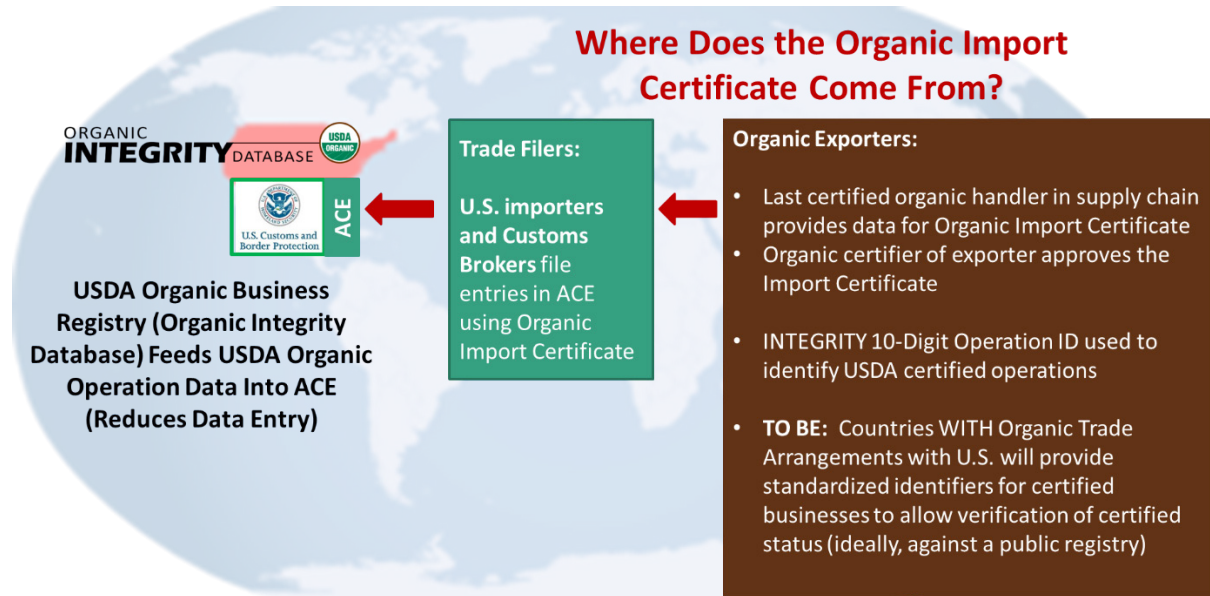 Where Does the Organic Import
Certificate Come From?
ORGANIC
INTEGRITY DATABASE
USDA
ORGANIC
U.S. Customs and
Border Protection
ACE
USDA Organic Business
Registry (Organic Integrity
Database) Feeds USDA Organic
Operation Data Into ACE
(Reduces Data Entry)
Trade Filers:
U.S. importers
and Customs
Brokers file
entries in ACE
using Organic
Import Certificate
Organic Exporters:
• Last certified organic handler in supply chain
provides data for Organic Import Certificate
• Organic certifier of exporter approves the
Import Certificate
• INTEGRITY 10-Digit Operation ID used to
identify USDA certified operations
• TO BE: Countries WITH Organic Trade
Arrangements with U.S. will provide
standardized identifiers for certified
businesses to allow verification of certified
status (ideally, against a public registry)